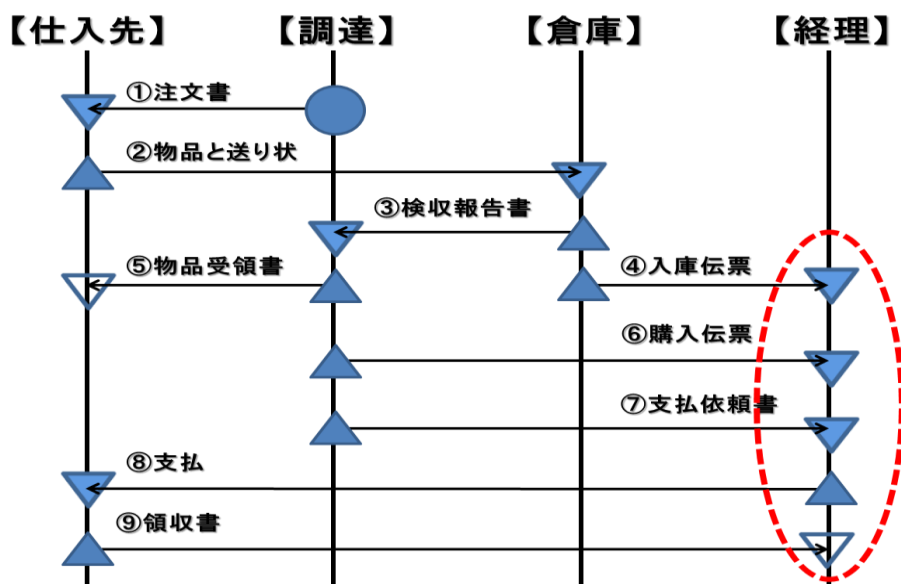 【仕入先】 【調達】 【倉庫】 【経理】
①注文書
②物品と送り状
③検収報告書
⑤物品受領書 ④入庫伝票
⑥購入伝票
⑦支払依頼書
⑧支払
⑨領収書